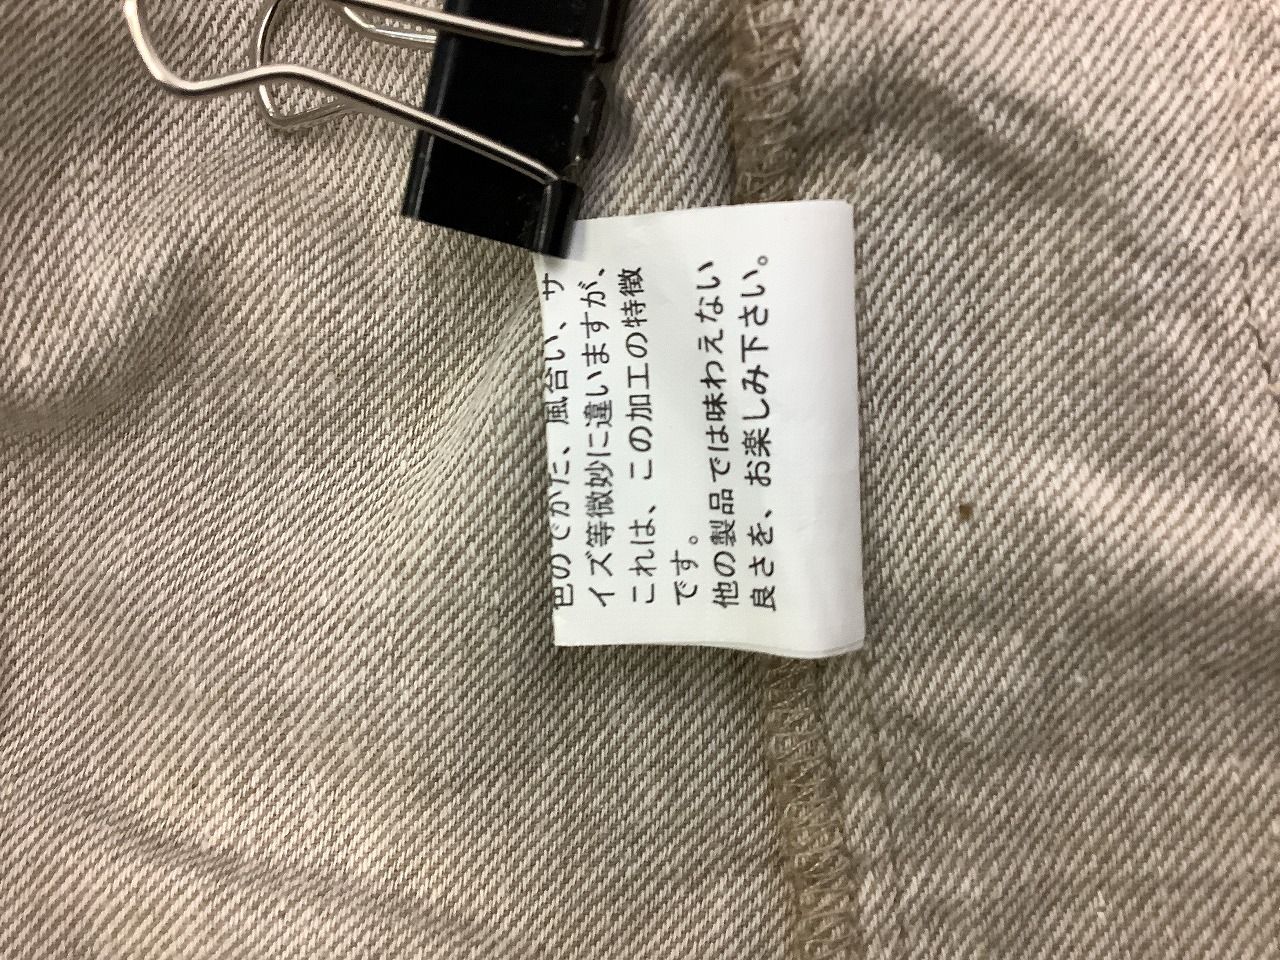 色のでかた、風合い、サ
イズ等微妙に違いますが、
これは、この加工の特徴
です。
他の製品では味わえない
良さを、お楽しみ下さい。